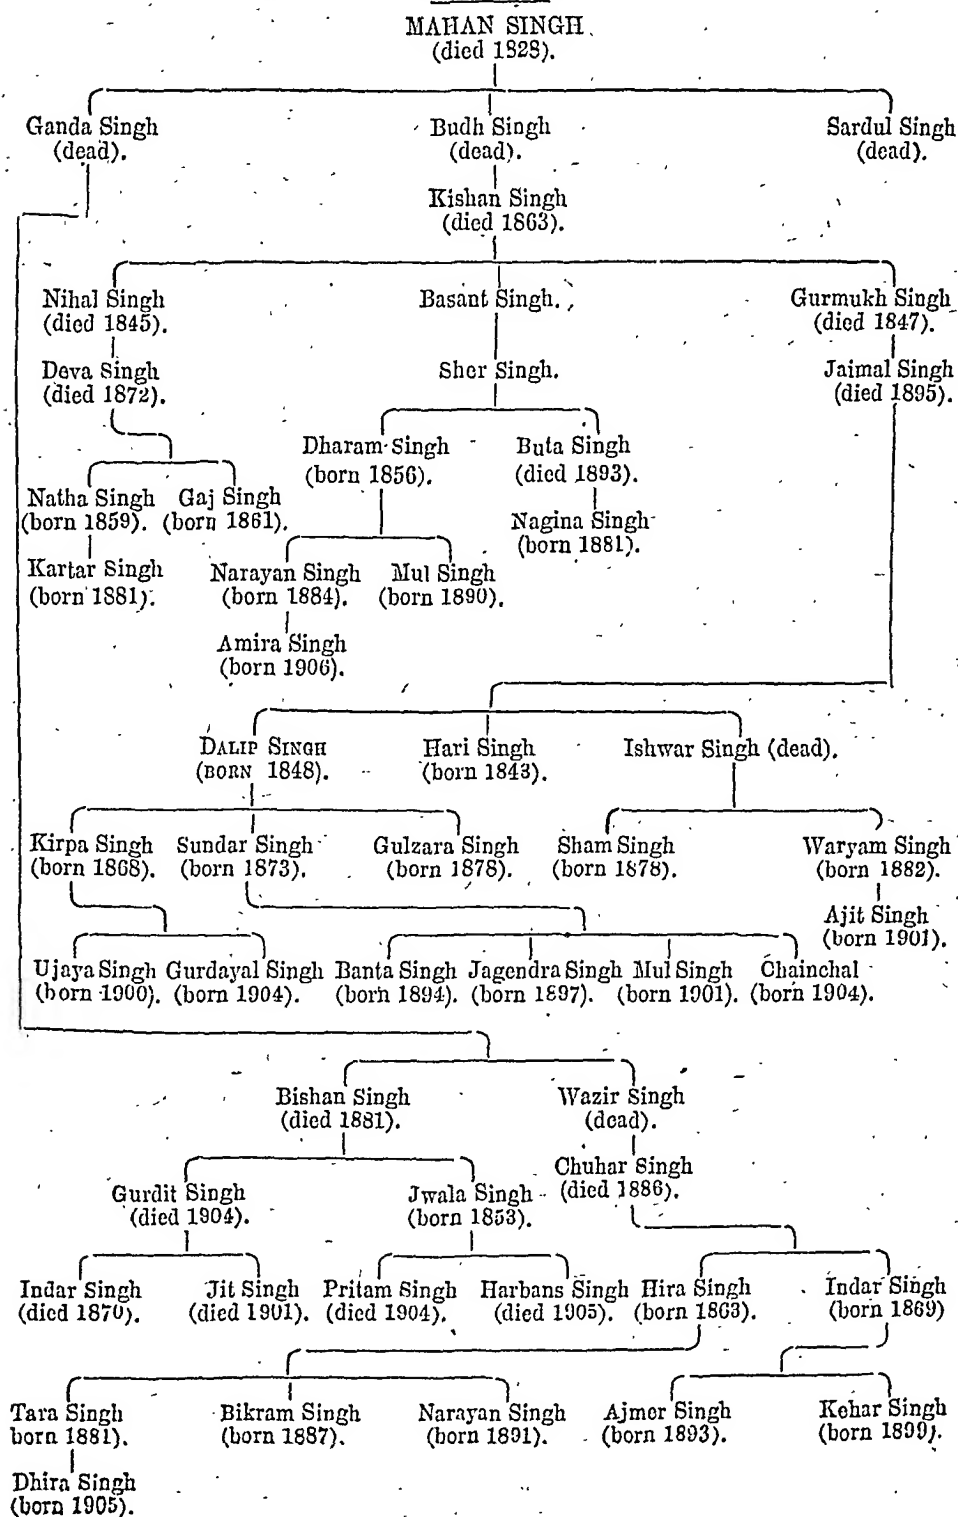 MAHAN SINGH
(died 1828).
Ganda Singh Budh Singh Sardul Singh
(dead). (dead). (dead).
Kishan Singh
(died 1863).
Nihal Singh Basant Singh. Gurmukh Singh
(died 1845). (died 1847).
Deva Singh Sher Singh. Jaimal Singh
(died 1872). (died 1895).
Dharam Singh Buta Singh
(born 1856). (died 1893).
Natha Singh Gaj Singh Nagina Singh
(born 1859). (born 1861). (born 1881).
Kartar Singh Narayan Singh Mul Singh
(born 1881). (born 1884). (born 1890).
Amira Singh
(born 1906).
DALIP SINGH Hari Singh Ishwar Singh (dead).
(BORN 1848). (born 1843).
Kirpa Singh Sundar Singh Gulzara Singh Sham Singh Waryam Singh
(born 1868). (born 1873). (born 1878). (born 1878). (born 1882).
Ajit Singh
(born 1901).
Ujaya Singh Gurdayal Singh Banta Singh Jagendra Singh Mul Singh Chainchal
(born 1900). (born 1904). (born 1894). (born 1897). (born 1901). (born 1904).
Bishan Singh Wazir Singh
(died 1881). (dead).
Chuhar Singh
(died 1886).
Gurdit Singh Jwala Singh
(died 1904). (born 1853).
Indar Singh Jit Singh Pritam Singh Harbans Singh Hira Singh Indar Singh
(died 1870). (died 1901). (died 1904). (died 1905). (born 1863). (born 1869)
Tara Singh Bikram Singh Narayan Singh Ajmer Singh Kehar Singh
born 1881). (born 1887). (born 1891). (born 1893). (born 1899).
Dhira Singh
(born 1905).